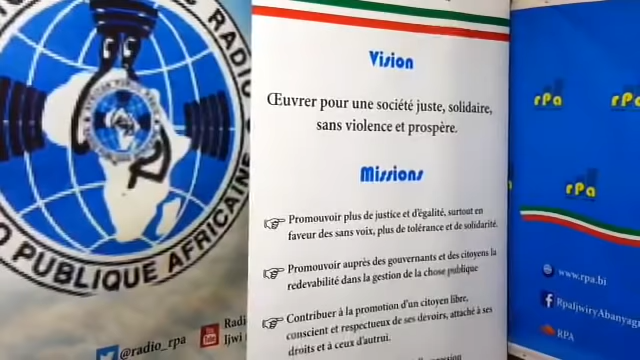 RADIO PUBLIQUE AFRICAINE
@radio_rpa
Vision
Œuvrer pour une société juste, solidaire,
sans violence et prospère.
Missions
Promouvoir plus de justice et d'égalité, surtout en
faveur des sans voix, plus de tolérance et de solidarité.
Promouvoir auprès des gouvernants et des citoyens la
redevabilité dans la gestion de la chose publique
Contribuer à la promotion d'un citoyen libre,
conscient et respectueux de ses devoirs, attaché à ses
droits et à ceux d'autrui.
rPa
rPa
rPa
www.rpa.bi
RPA